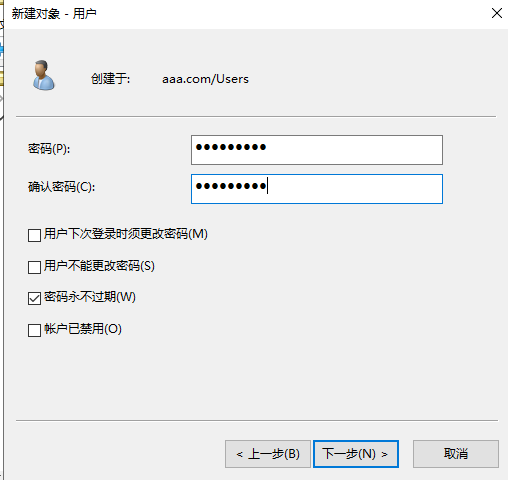 新建对象 - 用户
创建于: aaa.com/Users
密码(P): ●●●●●●●●●
确认密码(C): ●●●●●●●●●
用户下次登录时须更改密码(M)
用户不能更改密码(S)
密码永不过期(W)
帐户已禁用(O)
< 上一步(B) 下一步(N) > 取消